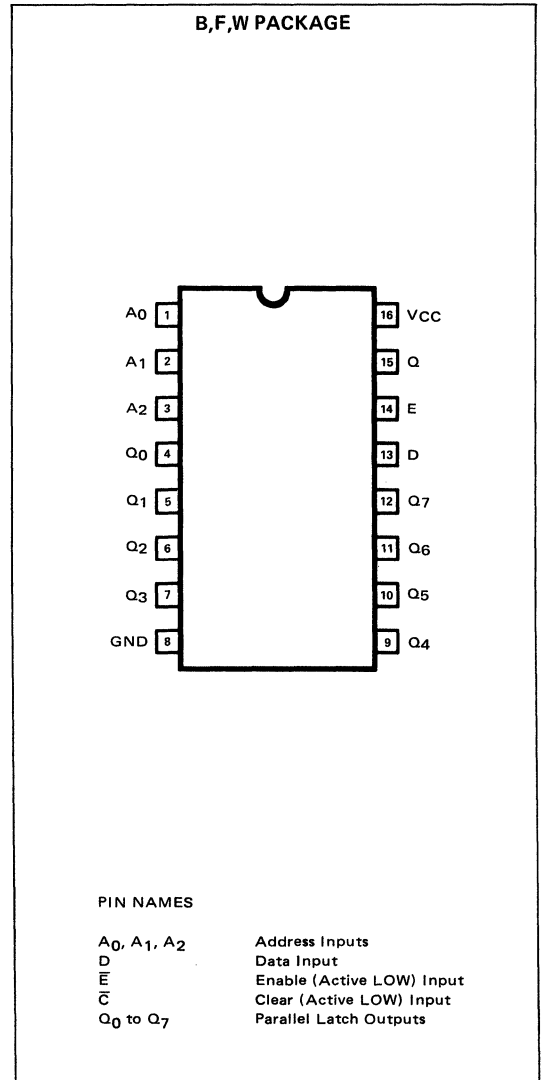 B,F,W PACKAGE
A0 1 16 VCC
A1 2 15 Q
A2 3 14 E
Q0 4 13 D
Q1 5 12 Q7
Q2 6 11 Q6
Q3 7 10 Q5
GND 8 9 Q4
PIN NAMES
A0, A1, A2 Address Inputs
D Data Input
E̅ Enable (Active LOW) Input
C̅ Clear (Active LOW) Input
Q0 to Q7 Parallel Latch Outputs